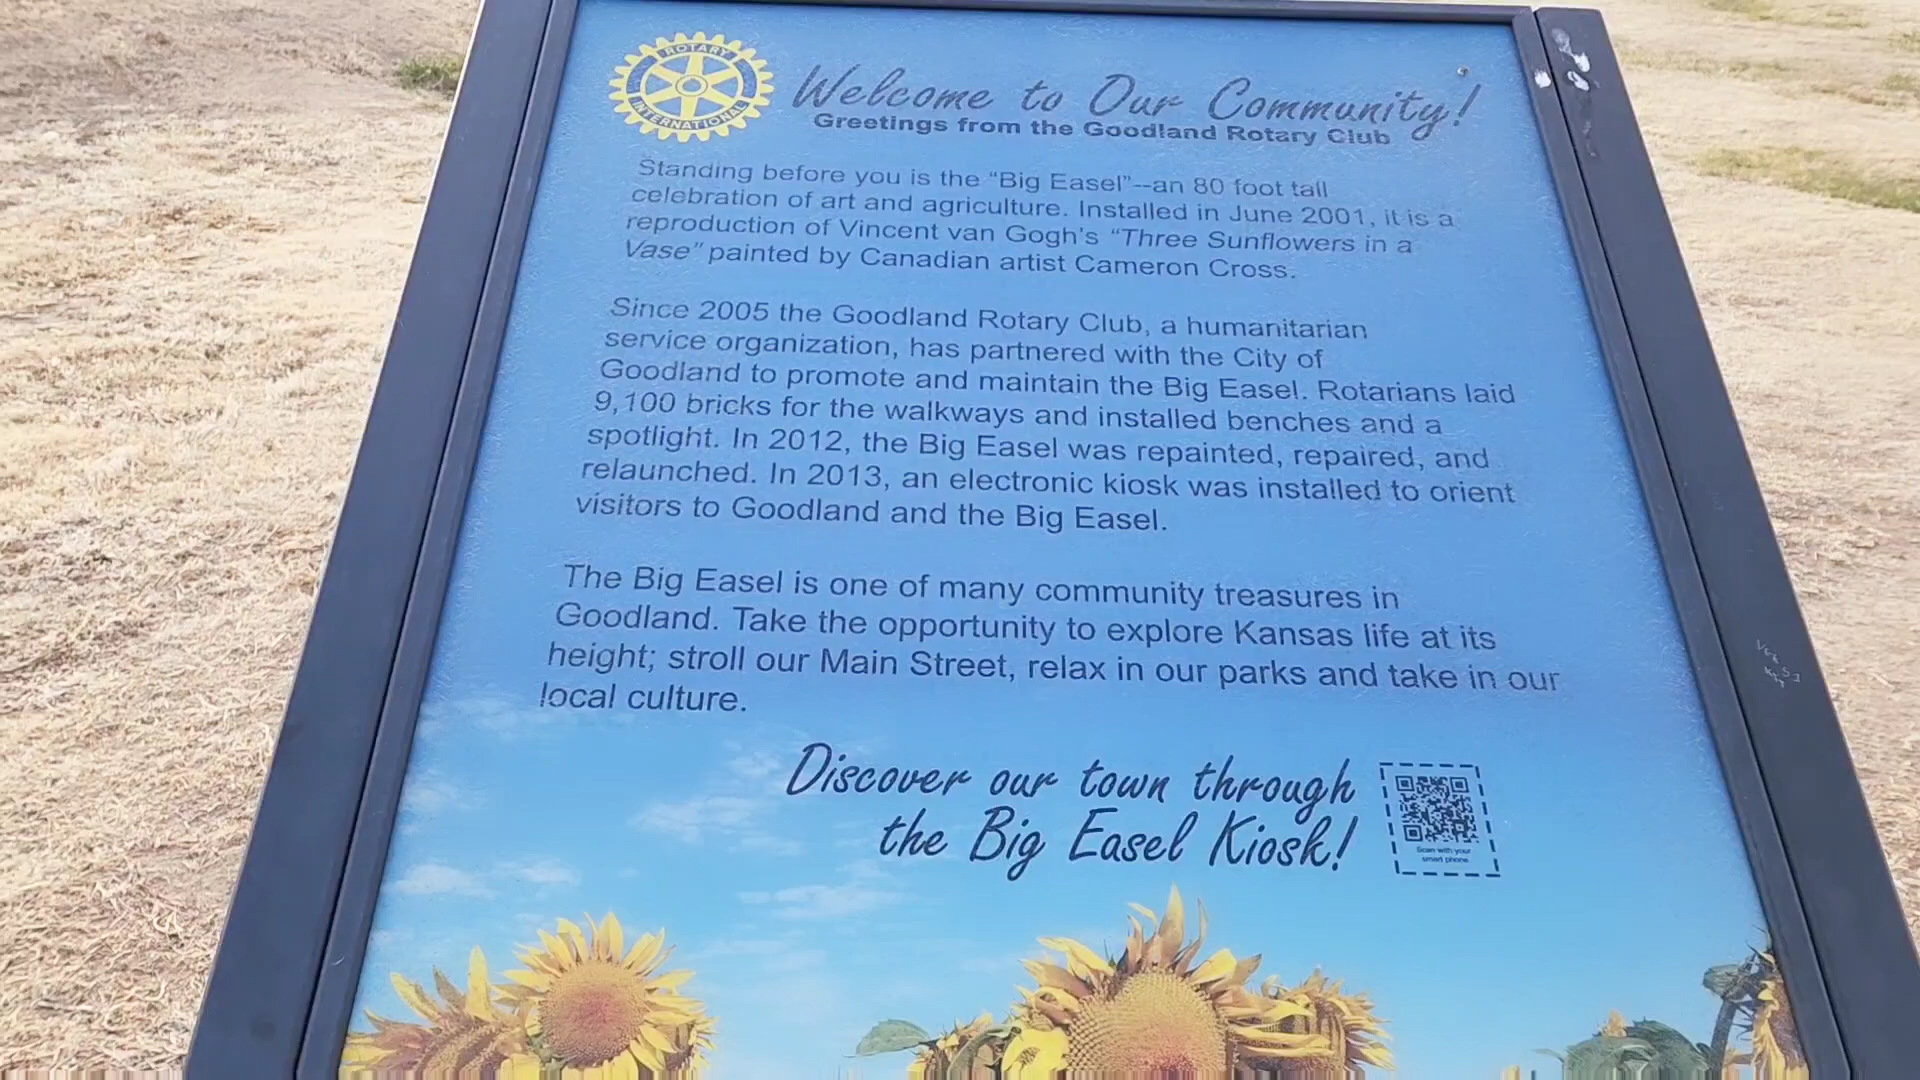 ROTARY
INTERNATIONAL
Welcome to Our Community!
Greetings from the Goodland Rotary Club
Standing before you is the “Big Easel”--an 80 foot tall
celebration of art and agriculture. Installed in June 2001, it is a
reproduction of Vincent van Gogh's “Three Sunflowers in a
Vase” painted by Canadian artist Cameron Cross.
Since 2005 the Goodland Rotary Club, a humanitarian
service organization, has partnered with the City of
Goodland to promote and maintain the Big Easel. Rotarians laid
9,100 bricks for the walkways and installed benches and a
spotlight. In 2012, the Big Easel was repainted, repaired, and
relaunched. In 2013, an electronic kiosk was installed to orient
visitors to Goodland and the Big Easel.
The Big Easel is one of many community treasures in
Goodland. Take the opportunity to explore Kansas life at its
height; stroll our Main Street, relax in our parks and take in our
local culture.
Discover our town through
the Big Easel Kiosk!
Scan with your
smart phone